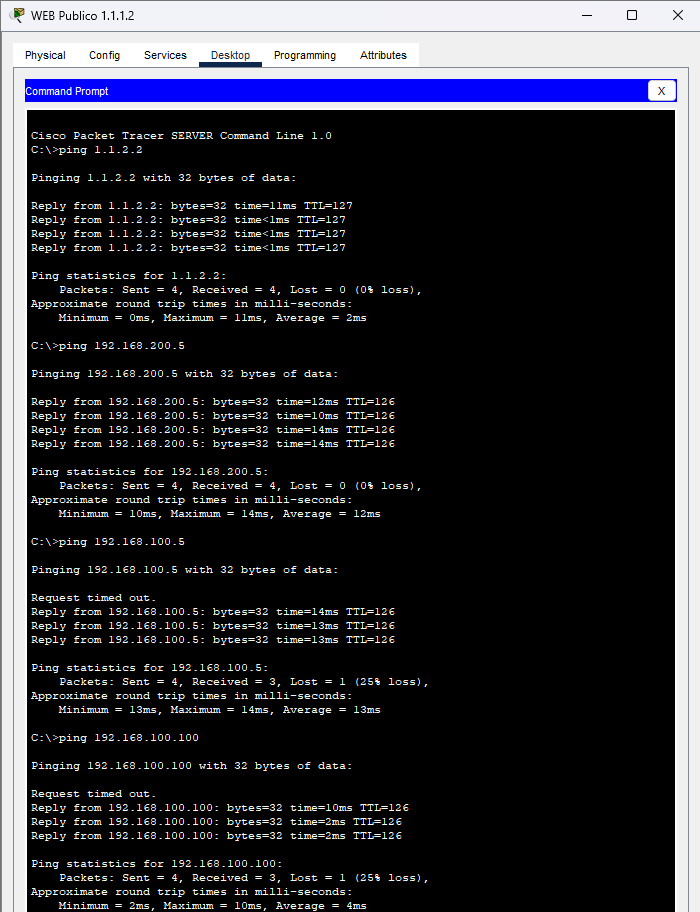 WEB Publico 1.1.1.2
Physical Config Services Desktop Programming Attributes
Command Prompt X
Cisco Packet Tracer SERVER Command Line 1.0
C:\>ping 1.1.2.2
Pinging 1.1.2.2 with 32 bytes of data:
Reply from 1.1.2.2: bytes=32 time=11ms TTL=127
Reply from 1.1.2.2: bytes=32 time<1ms TTL=127
Reply from 1.1.2.2: bytes=32 time<1ms TTL=127
Reply from 1.1.2.2: bytes=32 time<1ms TTL=127
Ping statistics for 1.1.2.2:
Packets: Sent = 4, Received = 4, Lost = 0 (0% loss),
Approximate round trip times in milli-seconds:
Minimum = 0ms, Maximum = 11ms, Average = 2ms
C:\>ping 192.168.200.5
Pinging 192.168.200.5 with 32 bytes of data:
Reply from 192.168.200.5: bytes=32 time=12ms TTL=126
Reply from 192.168.200.5: bytes=32 time=10ms TTL=126
Reply from 192.168.200.5: bytes=32 time=14ms TTL=126
Reply from 192.168.200.5: bytes=32 time=14ms TTL=126
Ping statistics for 192.168.200.5:
Packets: Sent = 4, Received = 4, Lost = 0 (0% loss),
Approximate round trip times in milli-seconds:
Minimum = 10ms, Maximum = 14ms, Average = 12ms
C:\>ping 192.168.100.5
Pinging 192.168.100.5 with 32 bytes of data:
Request timed out.
Reply from 192.168.100.5: bytes=32 time=14ms TTL=126
Reply from 192.168.100.5: bytes=32 time=13ms TTL=126
Reply from 192.168.100.5: bytes=32 time=13ms TTL=126
Ping statistics for 192.168.100.5:
Packets: Sent = 4, Received = 3, Lost = 1 (25% loss),
Approximate round trip times in milli-seconds:
Minimum = 13ms, Maximum = 14ms, Average = 13ms
C:\>ping 192.168.100.100
Pinging 192.168.100.100 with 32 bytes of data:
Request timed out.
Reply from 192.168.100.100: bytes=32 time=10ms TTL=126
Reply from 192.168.100.100: bytes=32 time=2ms TTL=126
Reply from 192.168.100.100: bytes=32 time=2ms TTL=126
Ping statistics for 192.168.100.100:
Packets: Sent = 4, Received = 3, Lost = 1 (25% loss),
Approximate round trip times in milli-seconds:
Minimum = 2ms, Maximum = 10ms, Average = 4ms